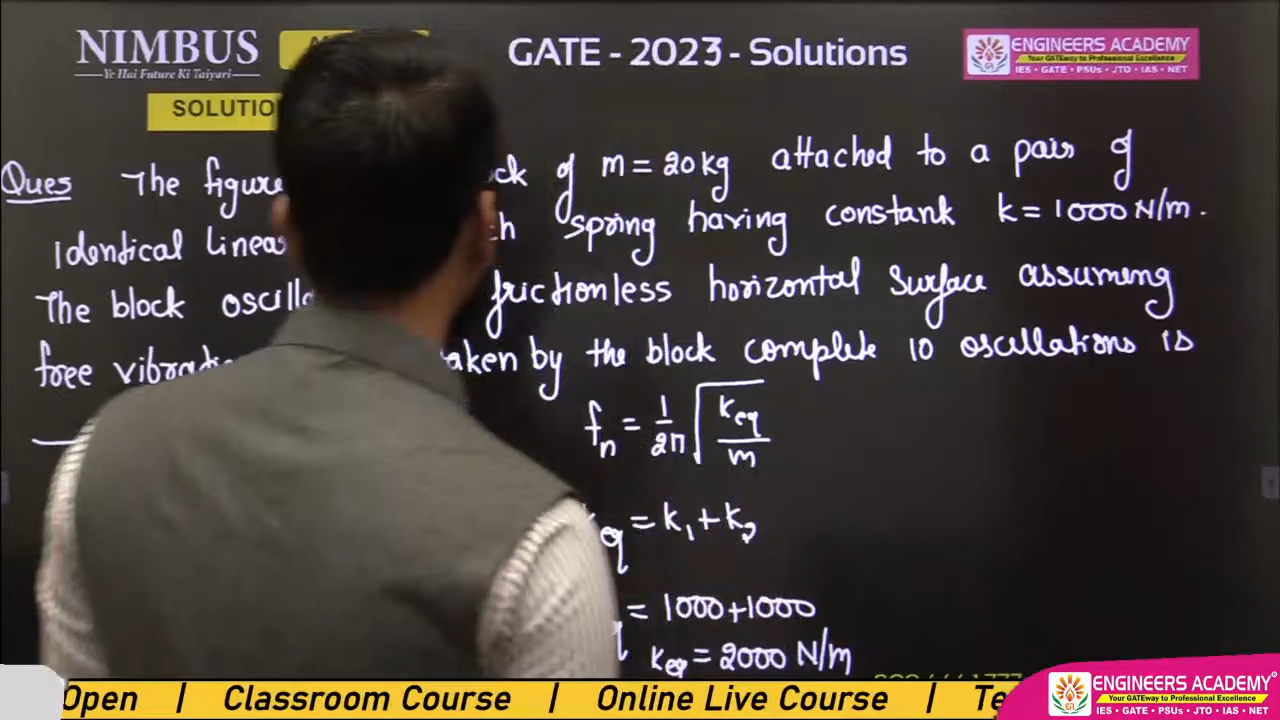 NIMBUS
Ye Hai Future Ki Taiyari
GATE - 2023 - Solutions
ENGINEERS ACADEMY
Your GATEway to Professional Excellence
IES • GATE • PSUs • JTO • IAS • NET
SOLUTIO
Ques The figure ck of m = 20 kg attached to a pair of
identical linea h spring having constank k = 1000 N/m.
The block oscill frictionless horizontal surface assuming
free vibrati taken by the block complete 10 oscillations is
fn = 1/2π √keq/m
eq = k1 + k2
q = 1000+1000
keq = 2000 N/m
Open | Classroom Course | Online Live Course | Te
ENGINEERS ACADEMY
Your GATEway to Professional Excellence
IES • GATE • PSUs • JTO • IAS • NET